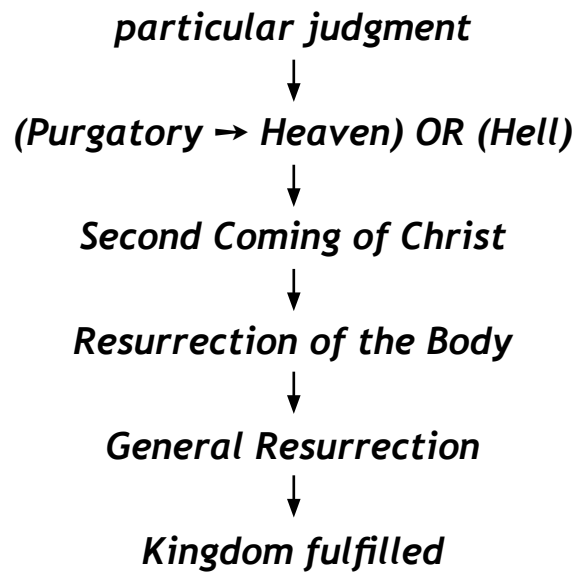 particular judgment
(Purgatory → Heaven) OR (Hell)
Second Coming of Christ
Resurrection of the Body
General Resurrection
Kingdom fulfilled